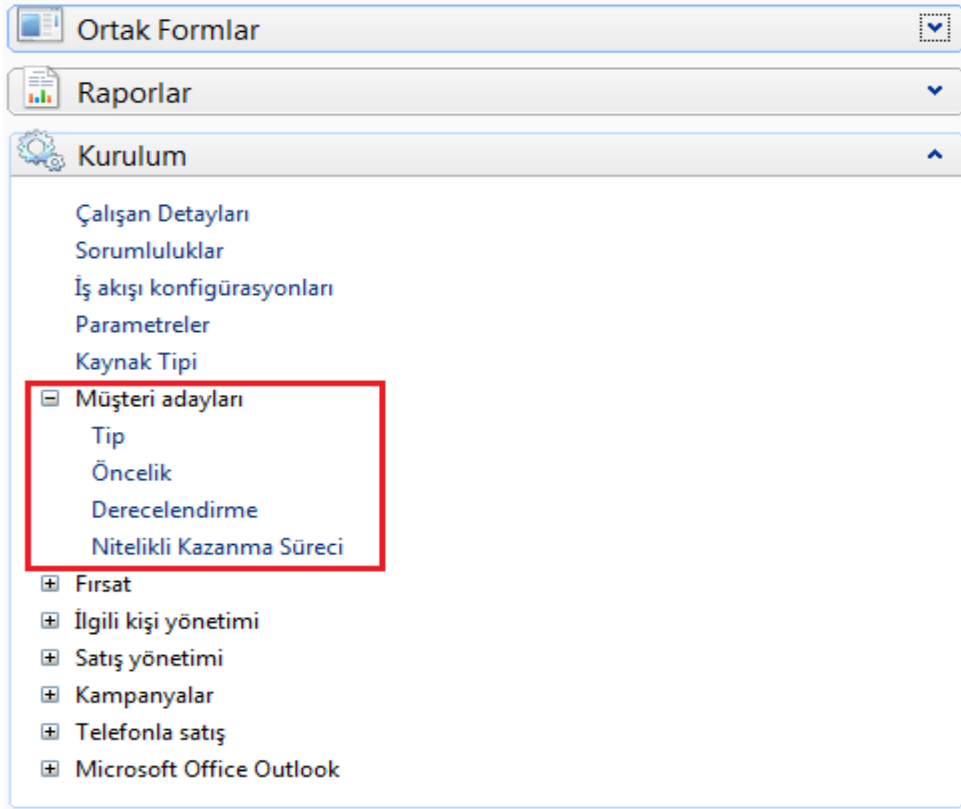 Ortak Formlar
Raporlar
Kurulum
Çalışan Detayları
Sorumluluklar
İş akışı konfigürasyonları
Parametreler
Kaynak Tipi
Müşteri adayları
Tip
Öncelik
Derecelendirme
Nitelikli Kazanma Süreci
Fırsat
İlgili kişi yönetimi
Satış yönetimi
Kampanyalar
Telefonla satış
Microsoft Office Outlook